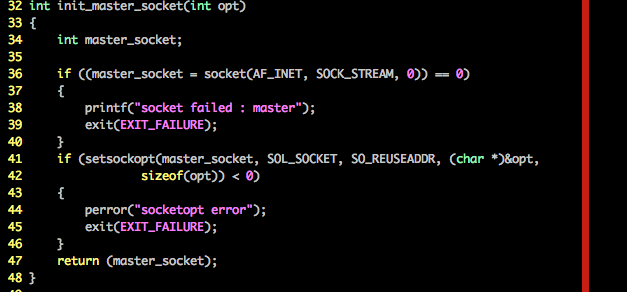 32 int init_master_socket(int opt)
33 {
34     int master_socket;
35
36     if ((master_socket = socket(AF_INET, SOCK_STREAM, 0)) == 0)
37     {
38         printf("socket failed : master");
39         exit(EXIT_FAILURE);
40     }
41     if (setsockopt(master_socket, SOL_SOCKET, SO_REUSEADDR, (char *)&opt,
42                 sizeof(opt)) < 0)
43     {
44         perror("socketopt error");
45         exit(EXIT_FAILURE);
46     }
47     return (master_socket);
48 }